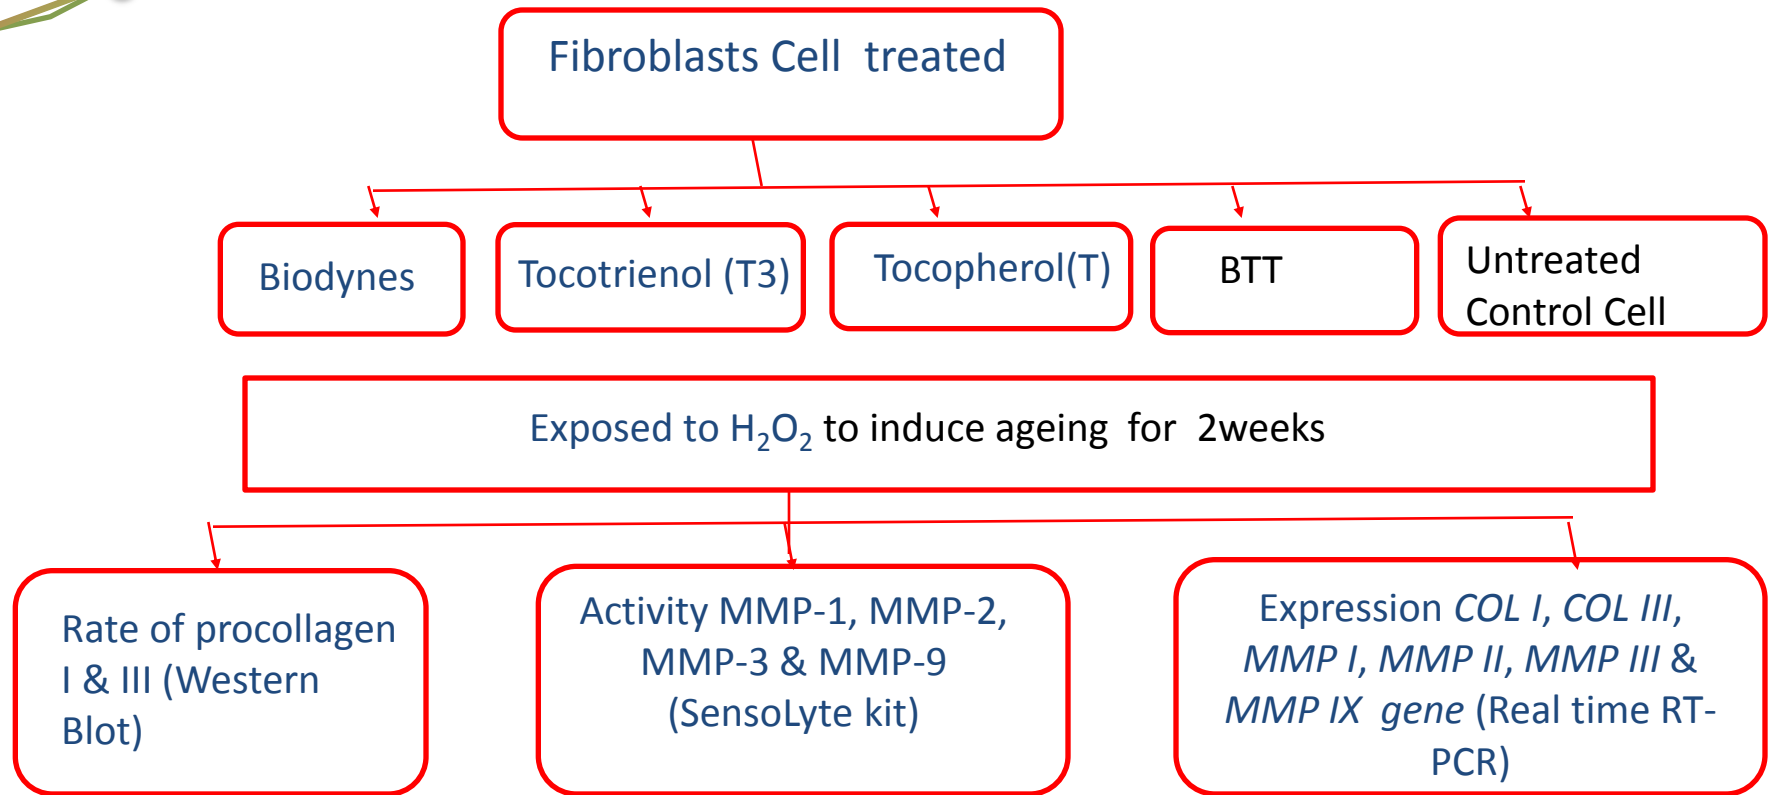 Fibroblasts Cell  treated
Biodynes
Tocotrienol (T3)
Tocopherol(T)
BTT
Untreated
Control Cell
Exposed to H₂O₂ to induce ageing  for  2weeks
Rate of procollagen
I & III (Western
Blot)
Activity MMP-1, MMP-2,
MMP-3 & MMP-9
(SensoLyte kit)
Expression COL I, COL III,
MMP I, MMP II, MMP III &
MMP IX  gene (Real time RT-
PCR)